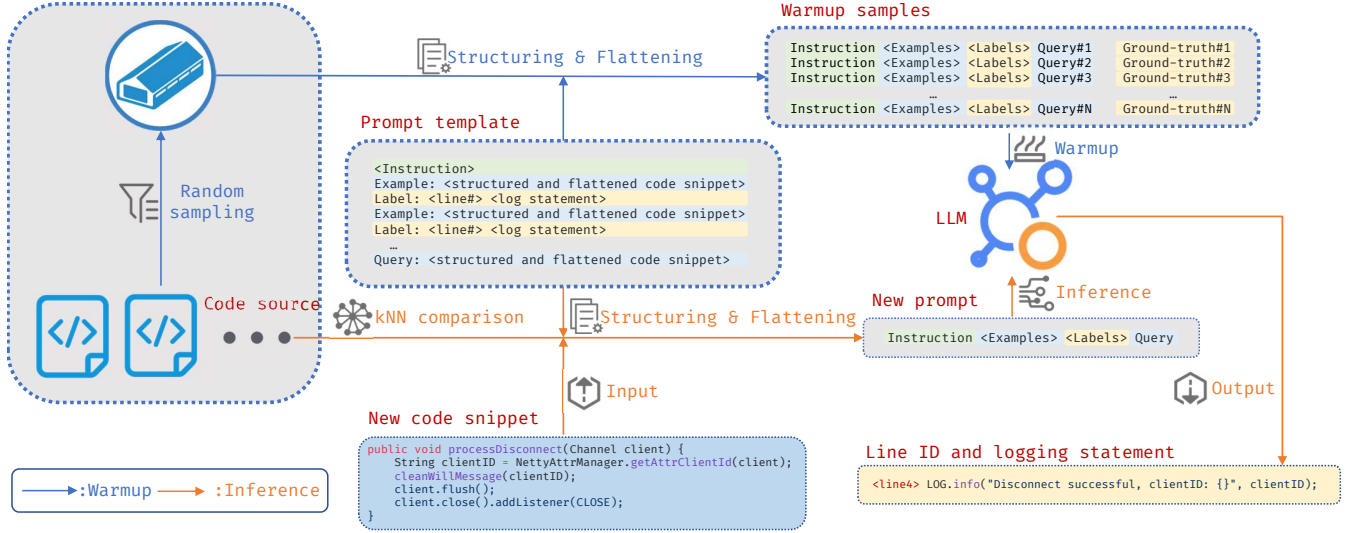 Warmup samples
Structuring & Flattening
Instruction <Examples> <Labels> Query#1 Ground-truth#1
Instruction <Examples> <Labels> Query#2 Ground-truth#2
Instruction <Examples> <Labels> Query#3 Ground-truth#3
… …
Instruction <Examples> <Labels> Query#N Ground-truth#N
Prompt template
<Instruction>
Example: <structured and flattened code snippet>
Label: <line#> <log statement>
Example: <structured and flattened code snippet>
Label: <line#> <log statement>
…
Query: <structured and flattened code snippet>
Warmup
Random
sampling
LLM
Code source
kNN comparison
Structuring & Flattening
New prompt
Inference
Instruction <Examples> <Labels> Query
Input
Output
New code snippet
public void processDisconnect(Channel client) {
String clientID = NettyAttrManager.getAttrClientId(client);
cleanWillMessage(clientID);
client.flush();
client.close().addListener(CLOSE);
}
Line ID and logging statement
<line4> LOG.info("Disconnect successful, clientID: {}", clientID);
:Warmup :Inference